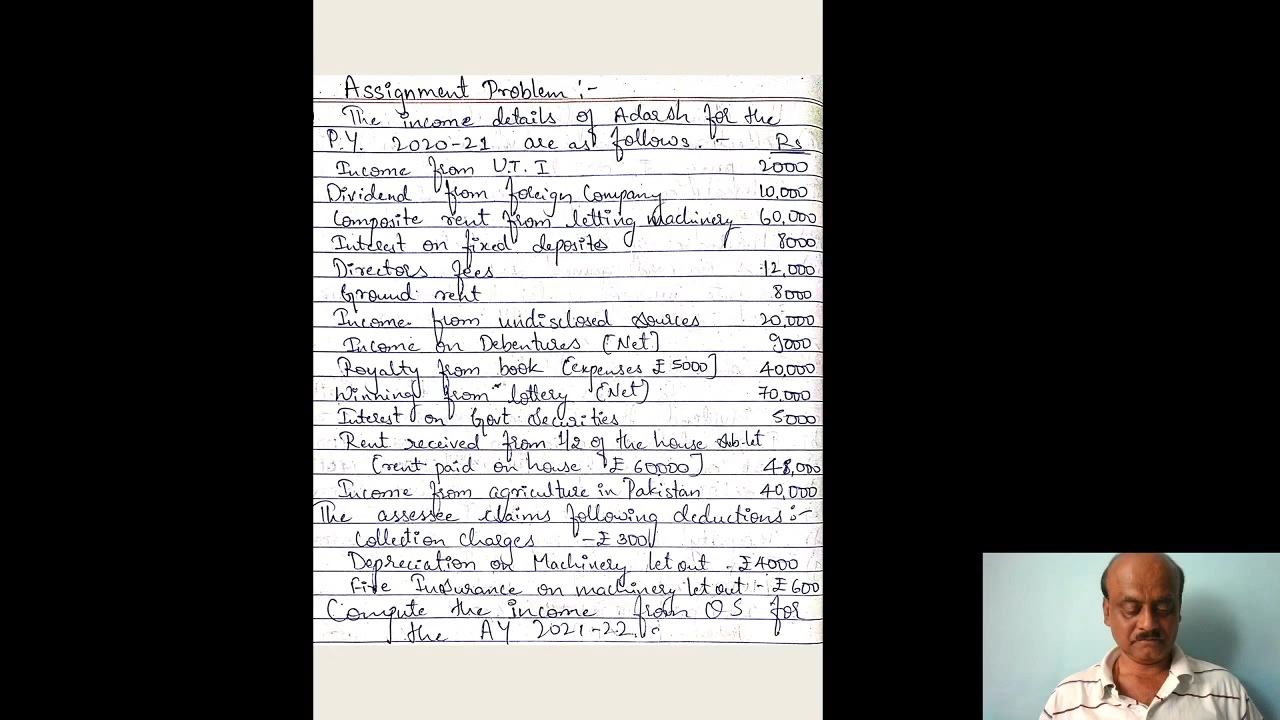 Assignment Problem :-
The income details of Adarsh for the
P.Y. 2020-21 are as follows. :- Rs
Income from U.T.I 2000
Dividend from foreign Company 10,000
Composite rent from letting machinery 60,000
Interest on fixed deposits 8000
Directors fees 12,000
Ground rent 8000
Income from undisclosed sources 20,000
Income on Debentures [Net] 9000
Royalty from book [expenses ₤ 5000] 40,000
Winning from lottery (Net) 70,000
Interest on Govt Securities 5000
Rent received from 1/2 of the house sub-let
[rent paid on house ₤ 60000] 48,000
Income from agriculture in Pakistan 40,000
The assessee claims following deductions :-
Collection charges - ₤ 300
Depreciation on Machinery let out - ₤4000
Fire Insurance on machinery let out - ₤ 600
Compute the income from OS for
the AY 2021-22.